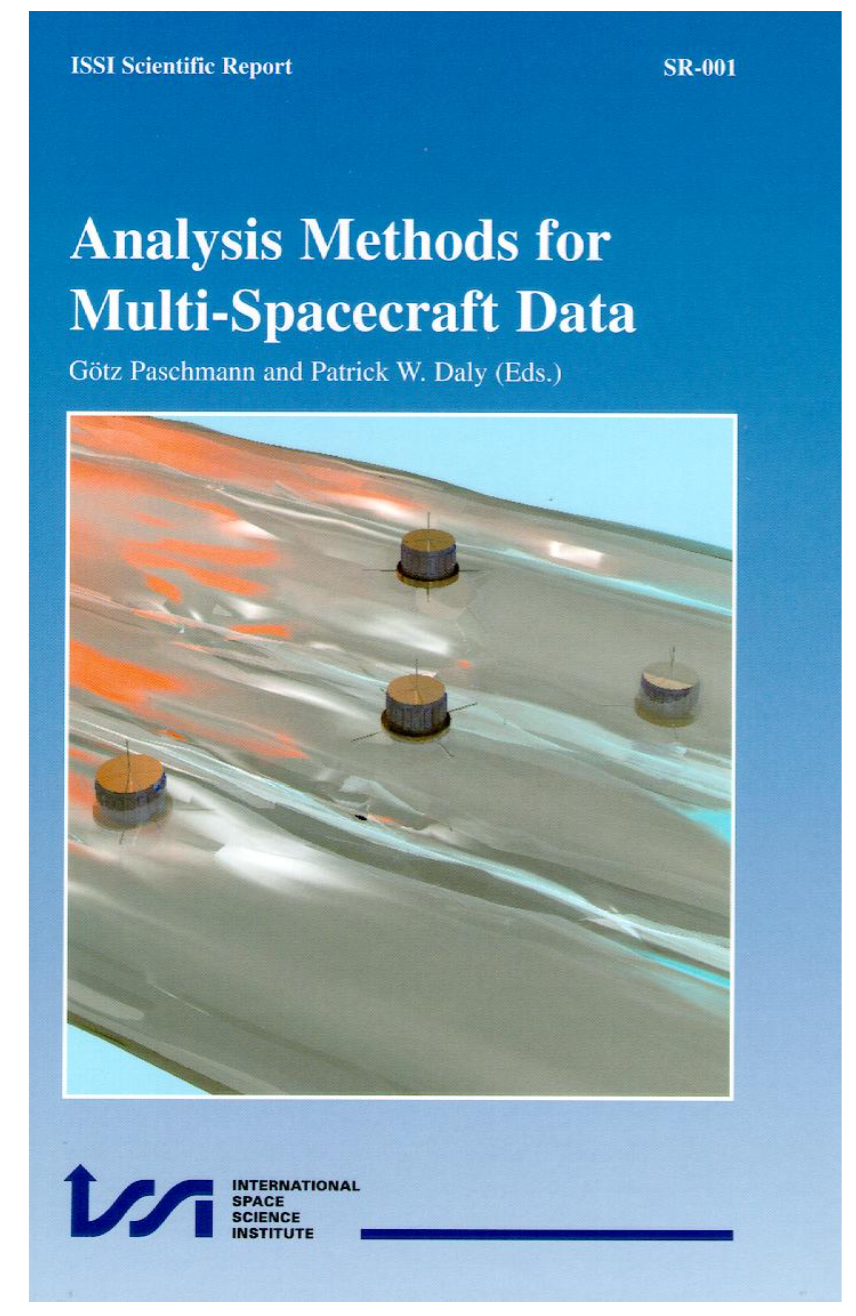 ISSI Scientific Report
SR-001
Analysis Methods for
Multi-Spacecraft Data
Götz Paschmann and Patrick W. Daly (Eds.)
ISSI
INTERNATIONAL
SPACE
SCIENCE
INSTITUTE